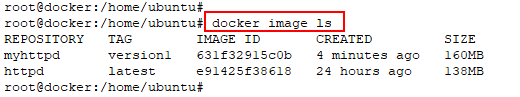 root@docker:/home/ubuntu#
root@docker:/home/ubuntu# docker image ls
REPOSITORY TAG IMAGE ID CREATED SIZE
myhttpd version1 631f32915c0b 4 minutes ago 160MB
httpd latest e91425f38618 24 hours ago 138MB
root@docker:/home/ubuntu#